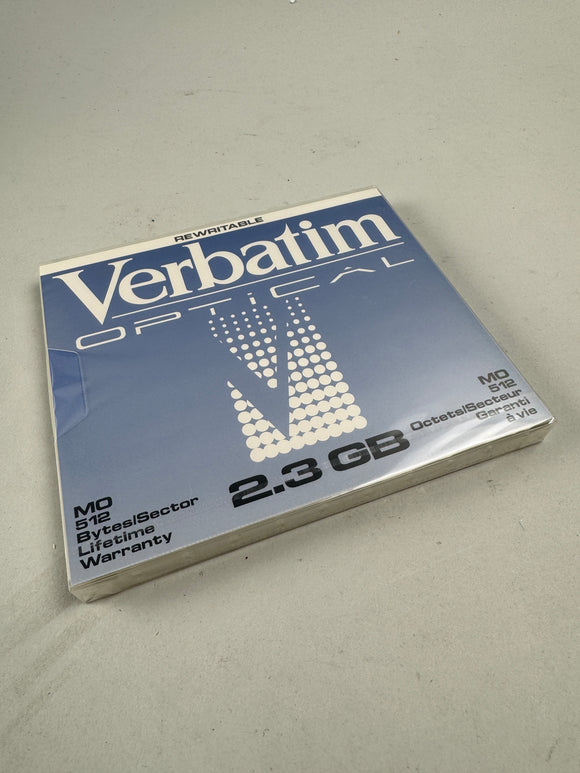 REWRITABLE
Verbatim
OPTICAL
2.3 GB
MO
512
Bytes/Sector
Lifetime
Warranty
MO
512
Octets/Secteur
Garanti
à vie